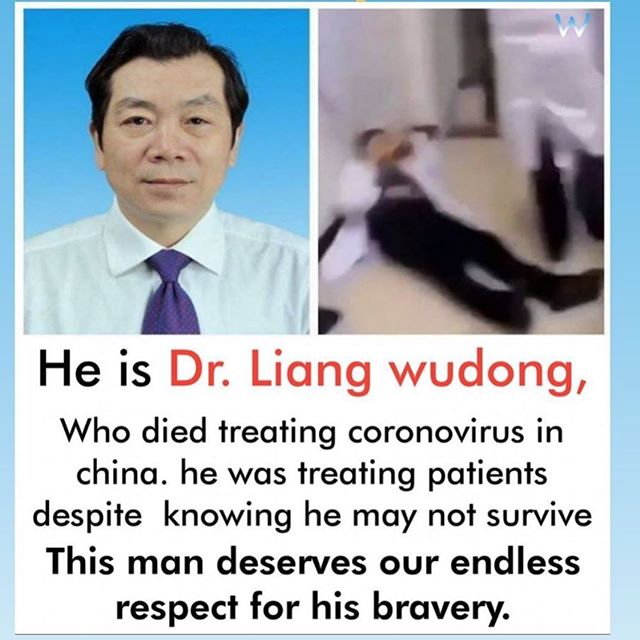 W
He is Dr. Liang wudong,
Who died treating coronovirus in
china. he was treating patients
despite knowing he may not survive
This man deserves our endless
respect for his bravery.